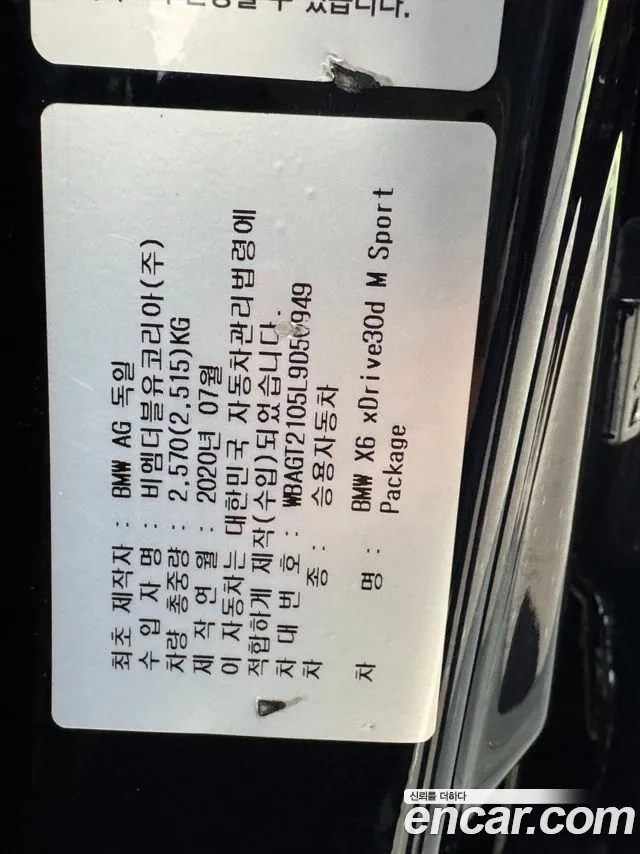 수 있습니다.
최초 제작자 : BMW AG 독일
수 입 자 명 : 비엠더블유코리아(주)
차량 총중량 : 2,570(2,515)KG
제 작 연 월 : 2020년 07월
이 자동차는 대한민국 자동차관리법령에
적합하게 제작(수입)되었습니다.
차 대 번 호 :
차 종 : 승용자동차
차 명 : BMW X6 xDrive30d M Sport
Package
신뢰를 더하다
encar.com